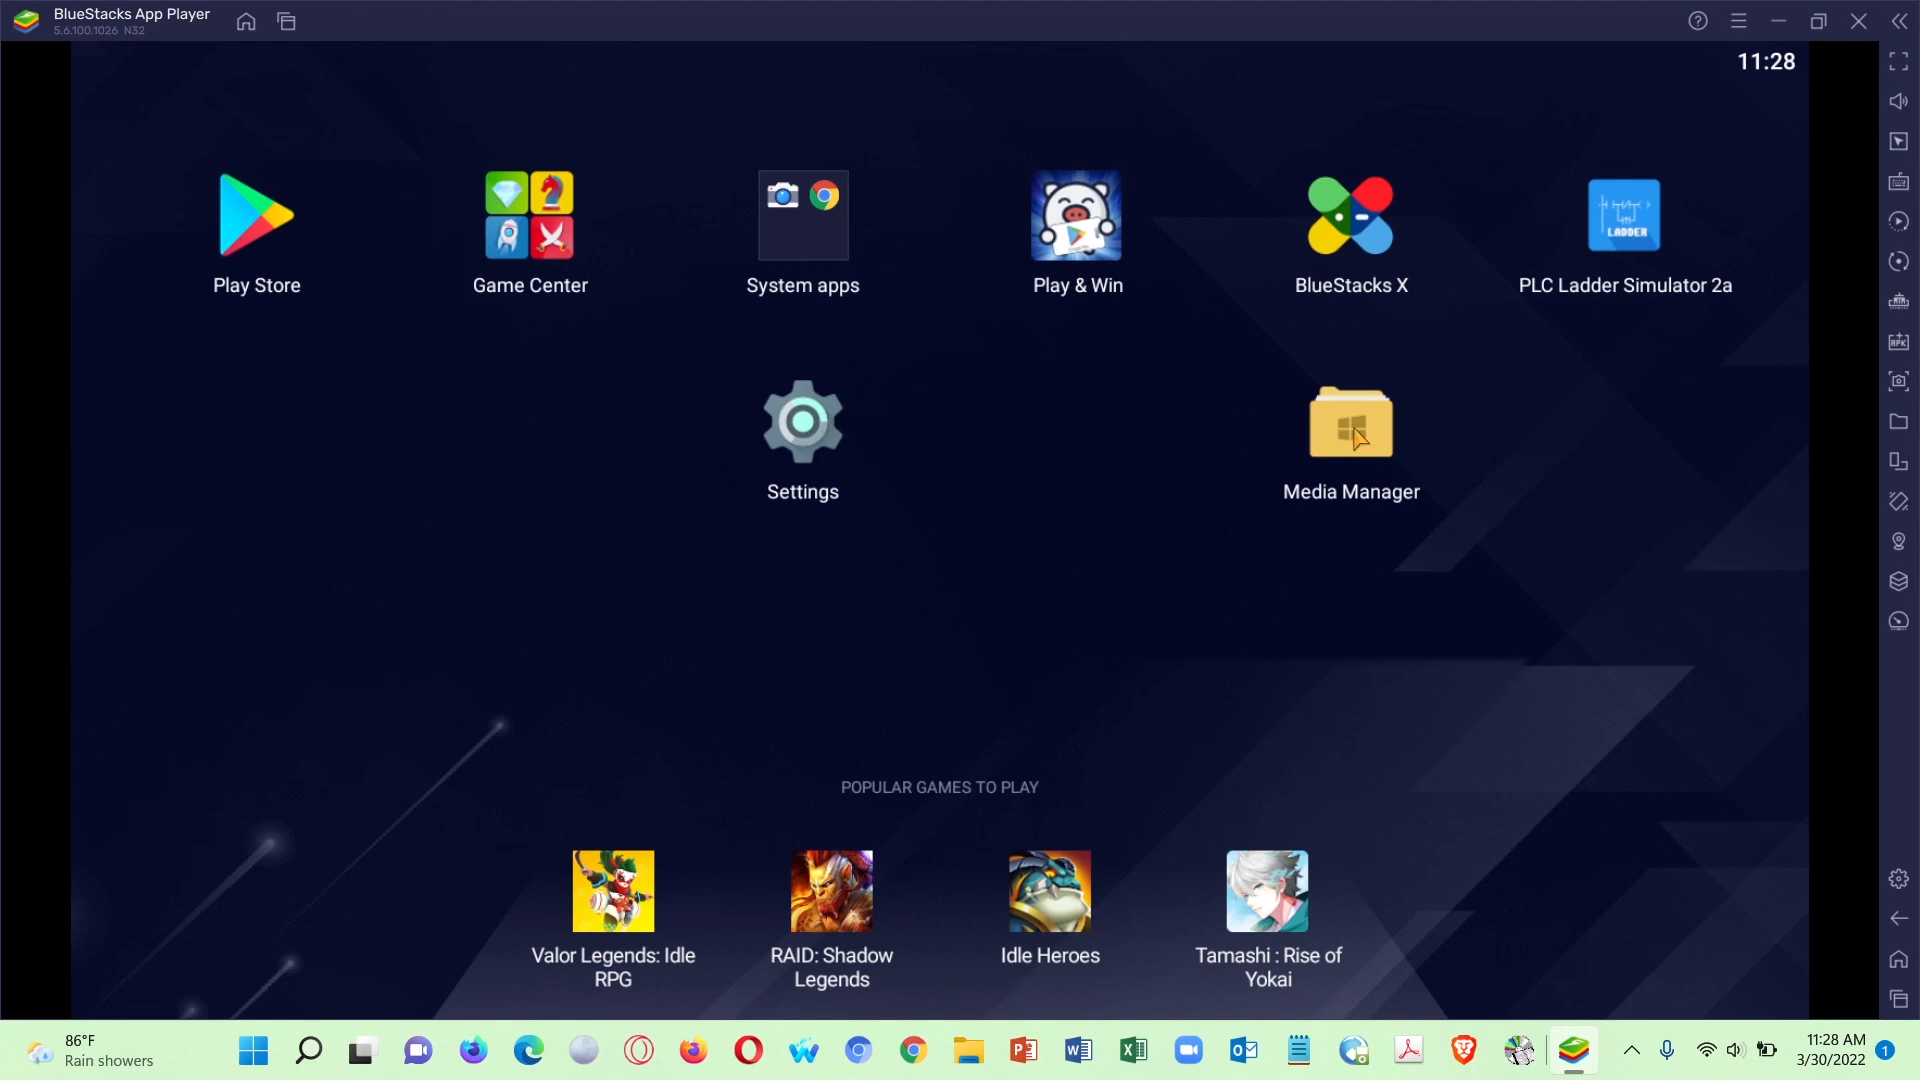 BlueStacks App Player
5.6.100.1026 N32
11:28
Play Store
Game Center
System apps
Play & Win
BlueStacks X
LADDER
PLC Ladder Simulator 2a
Settings
Media Manager
POPULAR GAMES TO PLAY
Valor Legends: Idle
RPG
RAID: Shadow
Legends
Idle Heroes
Tamashi : Rise of
Yokai
86°F
Rain showers
11:28 AM
3/30/2022
1